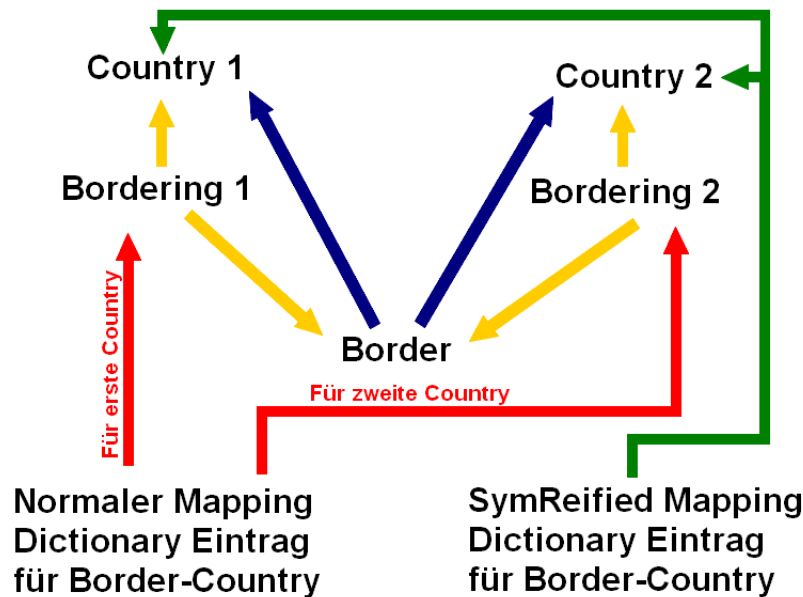 Country 1
Country 2
Bordering 1
Bordering 2
Für erste Country
Border
Für zweite Country
Normaler Mapping
Dictionary Eintrag
für Border-Country
SymReified Mapping
Dictionary Eintrag
für Border-Country